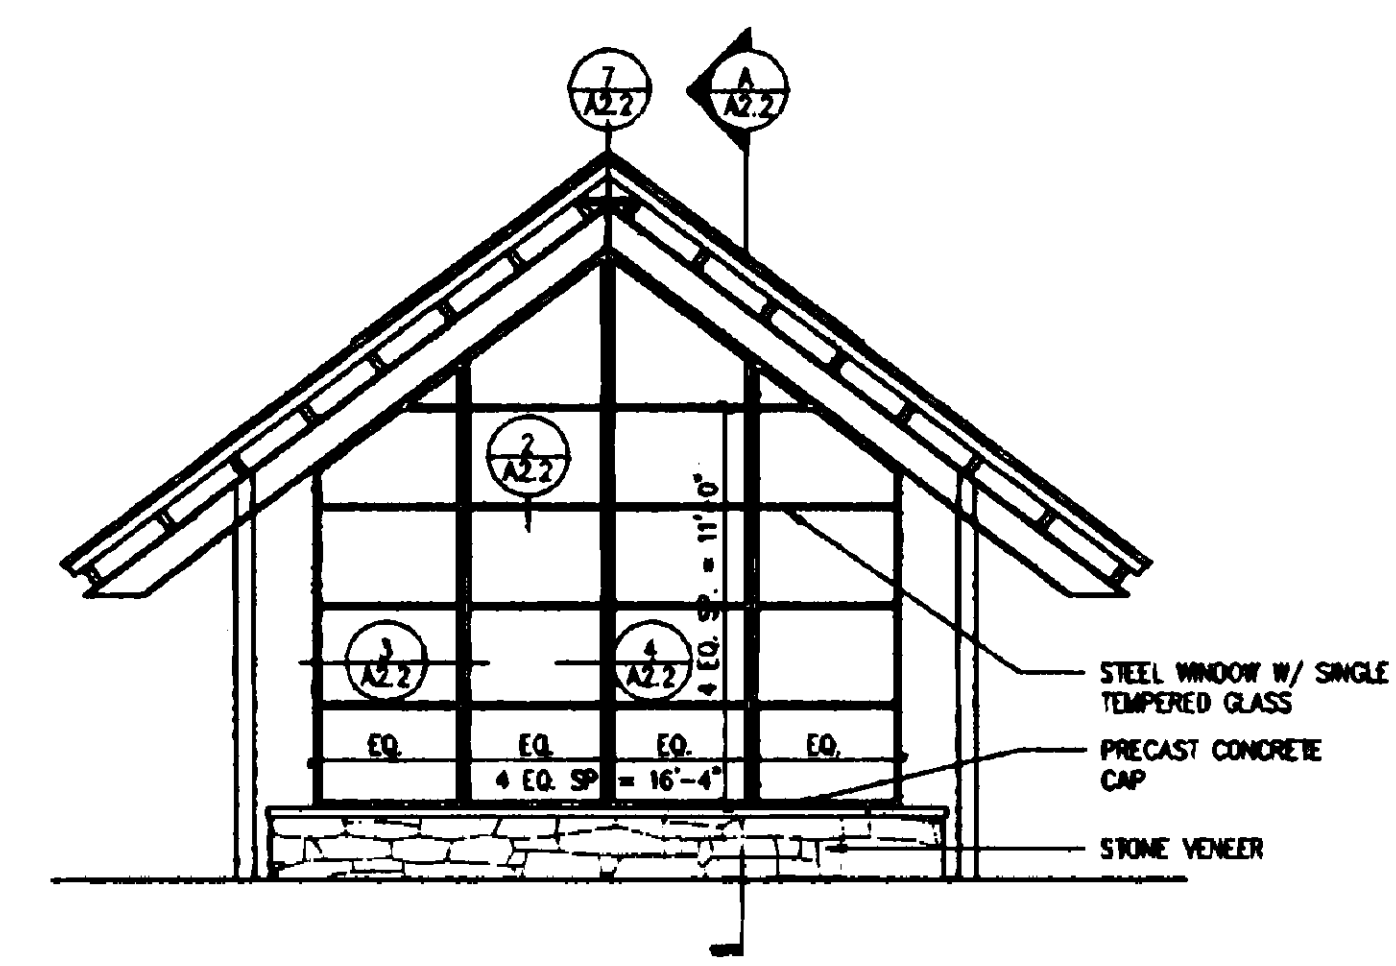 7
A2.2
A
A2.2
2
A2.2
4 EQ. SP. = 11'-0"
3
A2.2
4
A2.2
STEEL WINDOW W/ SINGLE
TEMPERED GLASS
EQ. EQ. EQ. EQ.
4 EQ. SP = 16'-4"
PRECAST CONCRETE
CAP
STONE VENEER